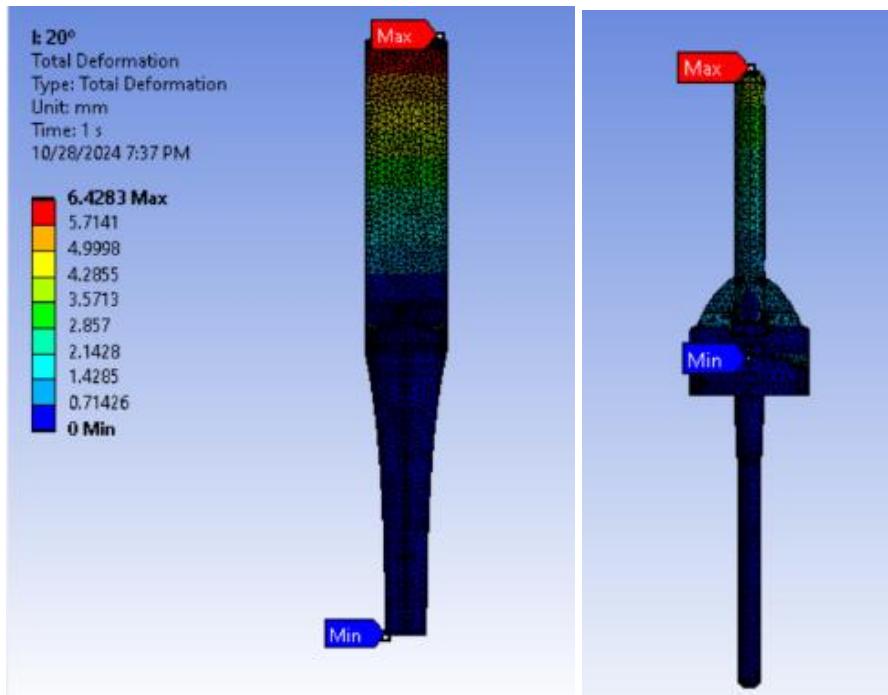 I: 20º
Total Deformation
Type: Total Deformation
Unit: mm
Time: 1 s
10/28/2024 7:37 PM
6.4283 Max
5.7141
4.9998
4.2855
3.5713
2.857
2.1428
1.4285
0.71426
0 Min
Max
Min
Max
Min